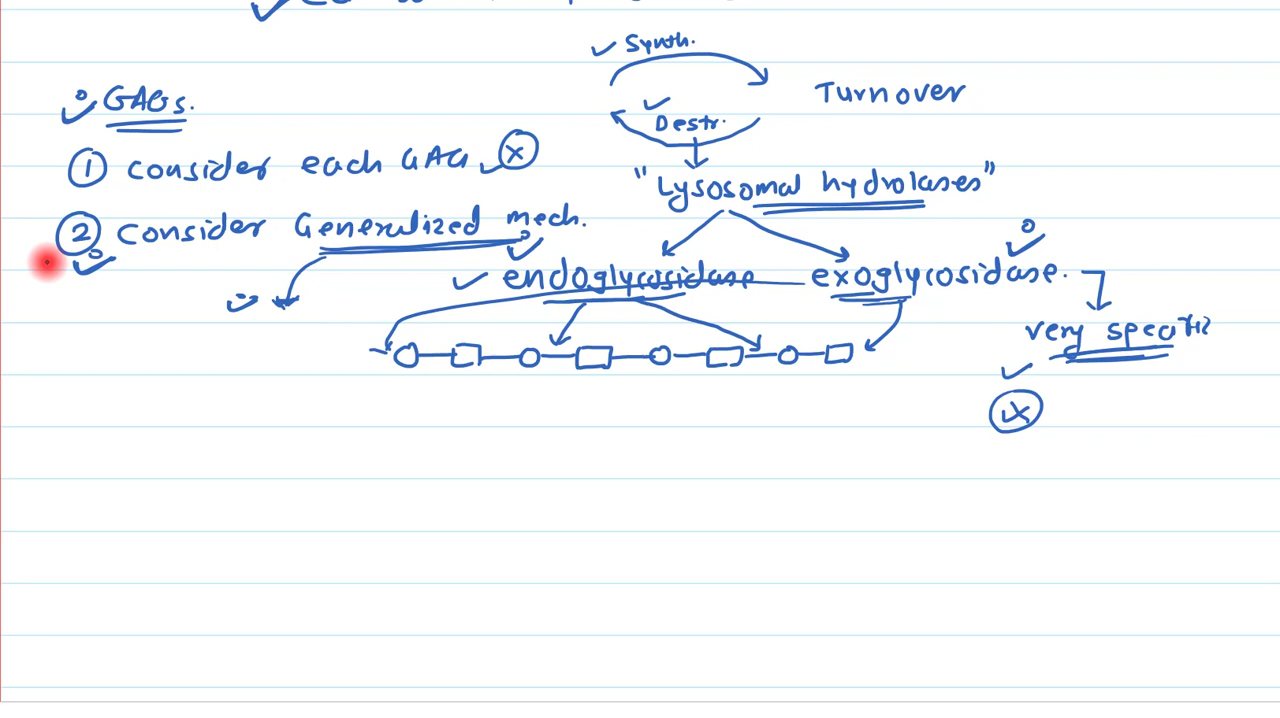 Synth.
GAGs.
Turnover
Destr.
① Consider each GAG
"Lysosomal hydrolases"
② Consider Generalized mech.
endoglycosidase exoglycosidase.
very specific